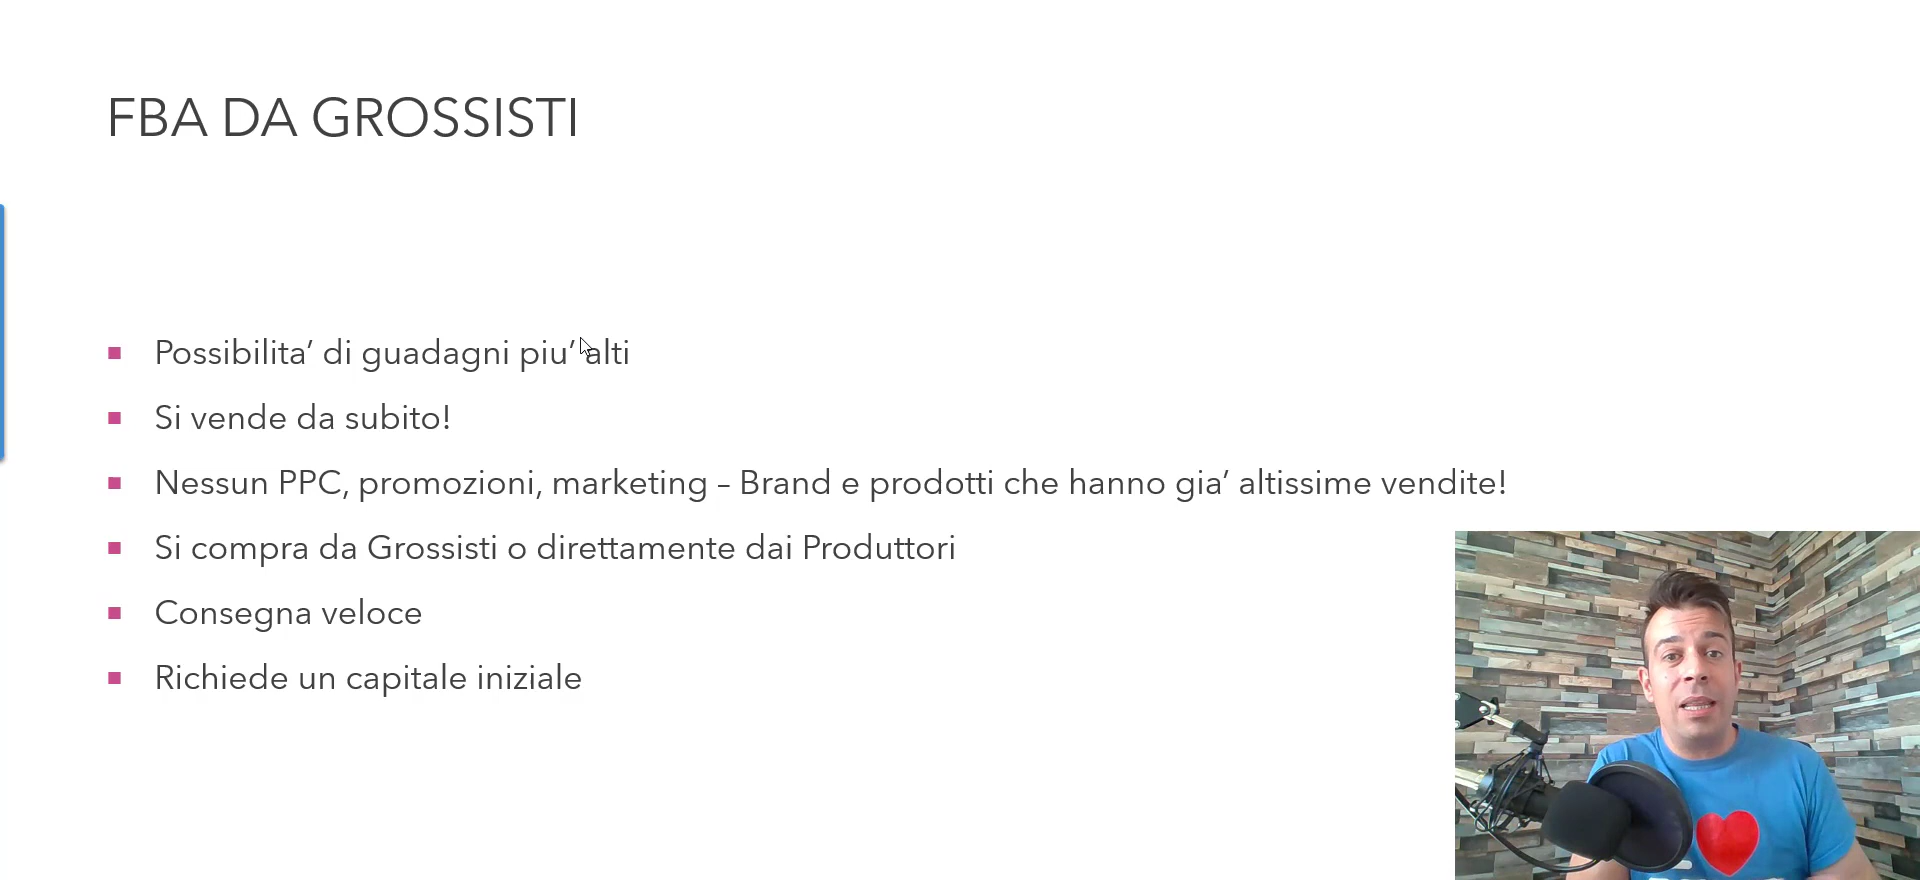 FBA DA GROSSISTI
Possibilita’ di guadagni piu’ alti
Si vende da subito!
Nessun PPC, promozioni, marketing – Brand e prodotti che hanno gia’ altissime vendite!
Si compra da Grossisti o direttamente dai Produttori
Consegna veloce
Richiede un capitale iniziale